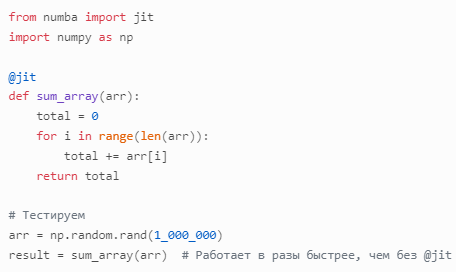 from numba import jit
import numpy as np

@jit
def sum_array(arr):
    total = 0
    for i in range(len(arr)):
        total += arr[i]
    return total

# Тестируем
arr = np.random.rand(1_000_000)
result = sum_array(arr)  # Работает в разы быстрее, чем без @jit